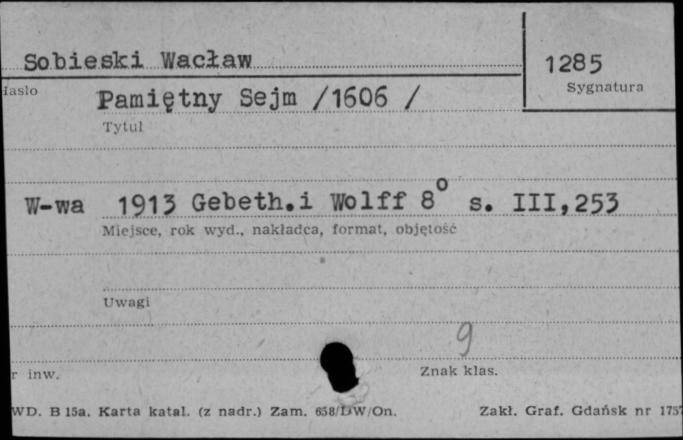 Sobieski Wacław
1285
Hasło
Sygnatura
Pamiętny Sejm /1606 /
Tytuł
W-wa 1913 Gebeth.i Wolff 8° s. III,253
Miejsce, rok wyd., nakładca, format, objętość
Uwagi
9
r inw.
Znak klas.
WD. B 15a. Karta katal. (z nadr.) Zam. 658/DW/On.
Zakł. Graf. Gdańsk nr 1757